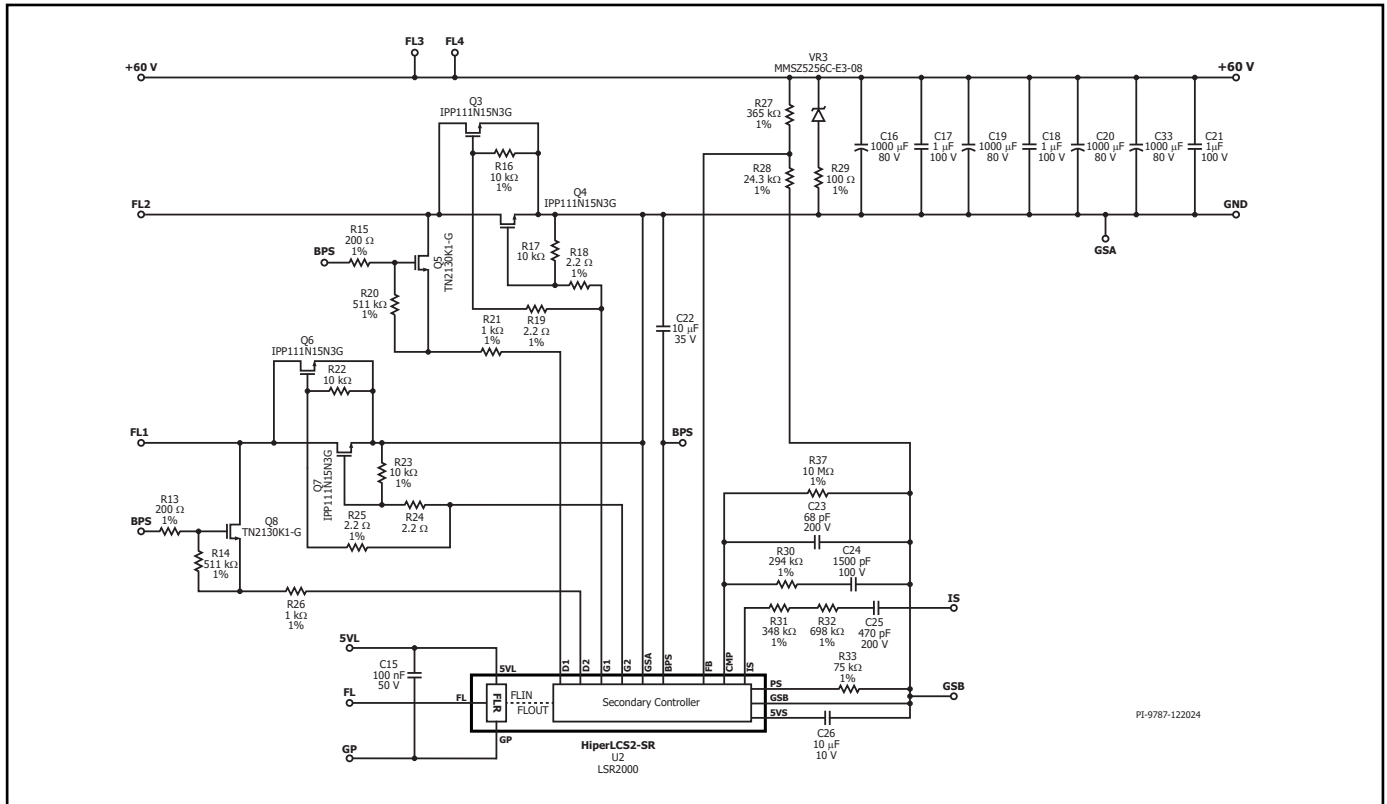 FL3
FL4
+60 V
VR3
MMSZ5256C-E3-08
+60 V
Q3
IPP111N15N3G
R27
365 kΩ
1%
R16
10 kΩ
1%
C16
1000 μF
80 V
C17
1 μF
100 V
C19
1000 μF
80 V
C18
1 μF
100 V
C20
1000 μF
80 V
C33
1000 μF
80 V
C21
1μF
100 V
R28
24.3 kΩ
1%
R29
100 Ω
1%
Q4
IPP111N15N3G
FL2
GND
GSA
R15
200 Ω
1%
BPS
Q5
TN2130K1-G
R17
10 kΩ
R18
2.2 Ω
1%
R20
511 kΩ
1%
R21
1 kΩ
1%
R19
2.2 Ω
1%
C22
10 μF
35 V
Q6
IPP111N15N3G
R22
10 kΩ
FL1
BPS
Q7
IPP111N15N3G
R23
10 kΩ
1%
R13
200 Ω
1%
BPS
Q8
TN2130K1-G
R25
2.2 Ω
1%
R24
2.2 Ω
R14
511 kΩ
1%
R26
1 kΩ
1%
R37
10 MΩ
1%
C23
68 pF
200 V
R30
294 kΩ
1%
C24
1500 pF
100 V
IS
R31
348 kΩ
1%
R32
698 kΩ
1%
C25
470 pF
200 V
R33
75 kΩ
1%
5VL
C15
100 nF
50 V
FL
GP
5VL
D1
D2
G1
G2
GSA
BPS
FB
CMP
IS
FL
FLR
FLIN
FLOUT
Secondary Controller
PS
GSB
5VS
GSB
GP
C26
10 μF
10 V
HiperLCS2-SR
U2
LSR2000
PI-9787-122024